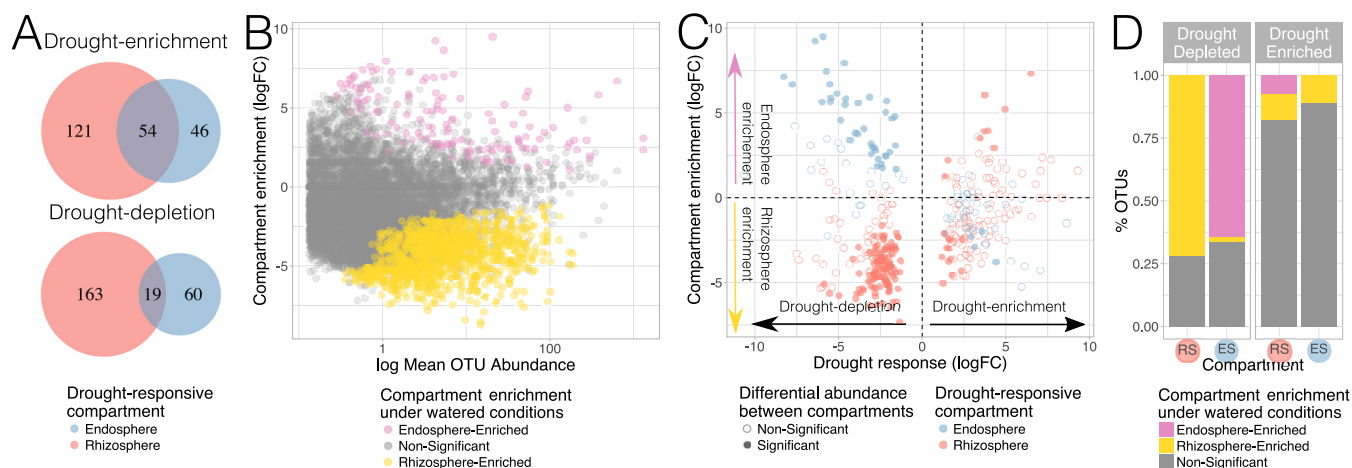 A
Drought-enrichment
121
54
46
Drought-depletion
163
19
60
Drought-responsive
compartment
Endosphere
Rhizosphere
B
Compartment enrichment (logFC)
10
5
0
-5
1
100
log Mean OTU Abundance
Compartment enrichment
under watered conditions
Endosphere-Enriched
Non-Significant
Rhizosphere-Enriched
C
Compartment enrichment (logFC)
10
5
0
-5
Endosphere
enrichement
Rhizosphere
enrichment
Drought-depletion
Drought-enrichment
-10
-5
0
5
10
Drought response (logFC)
Differential abundance
between compartments
Non-Significant
Significant
Drought-responsive
compartment
Endosphere
Rhizosphere
D
Drought
Depleted
Drought
Enriched
% OTUs
1.00
0.75
0.50
0.25
0.00
RS
ES
RS
ES
Compartment
Compartment enrichment
under watered conditions
Endosphere-Enriched
Rhizosphere-Enriched
Non-Significant